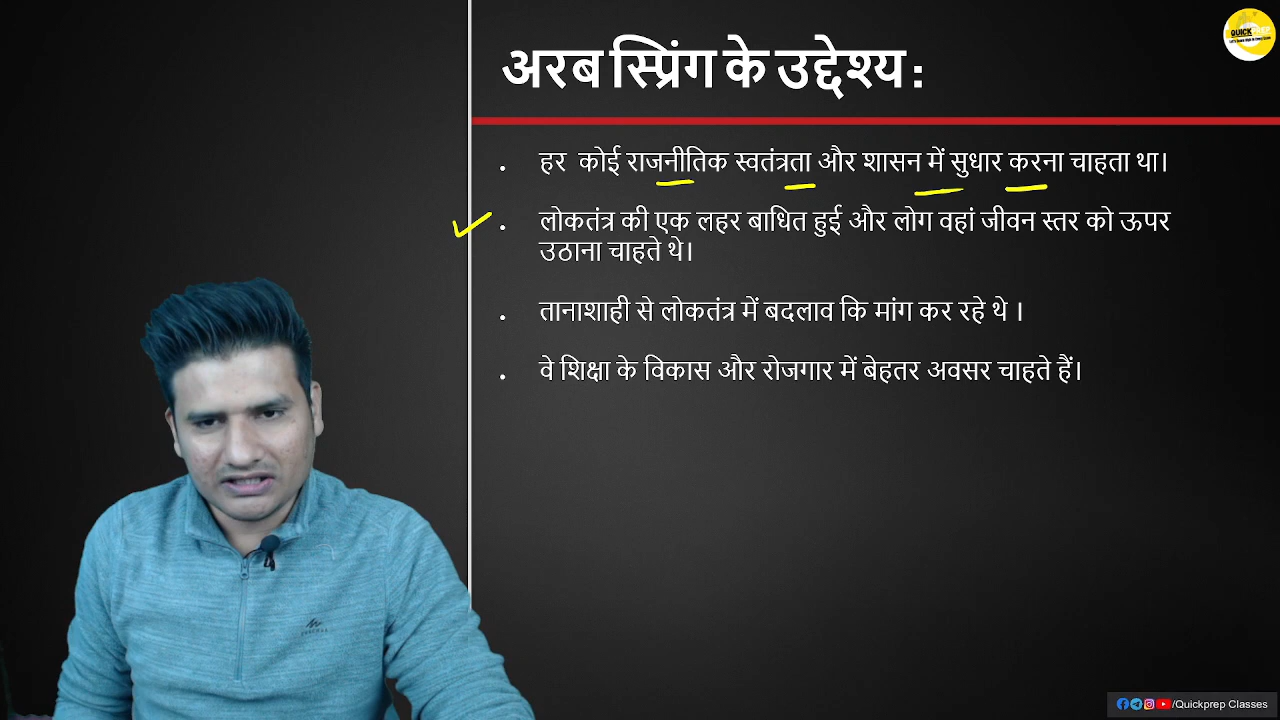 अरब स्प्रिंग के उद्देश्य :
. हर कोई राजनीतिक स्वतंत्रता और शासन में सुधार करना चाहता था।
. लोकतंत्र की एक लहर बाधित हुई और लोग वहां जीवन स्तर को ऊपर
उठाना चाहते थे।
. तानाशाही से लोकतंत्र में बदलाव कि मांग कर रहे थे ।
. वे शिक्षा के विकास और रोजगार में बेहतर अवसर चाहते हैं।
QUICKPREP
/Quickprep Classes